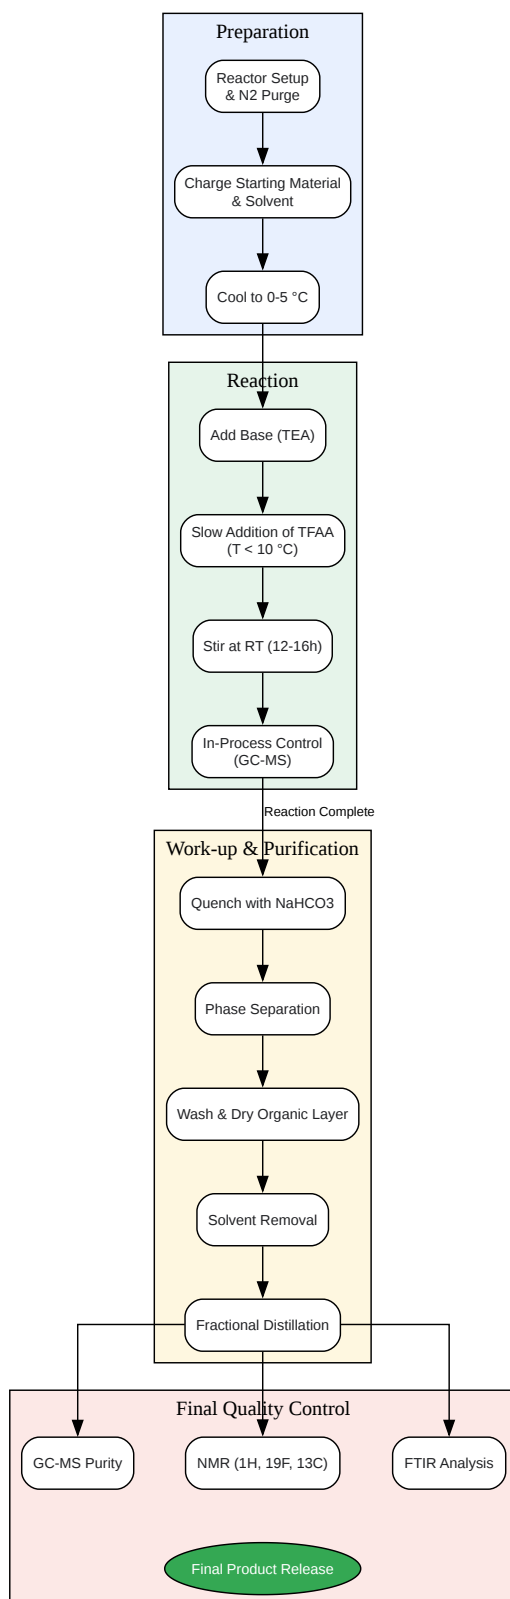 Preparation
Reactor Setup
& N2 Purge
Charge Starting Material
& Solvent
Cool to 0-5 °C
Reaction
Add Base (TEA)
Slow Addition of TFAA
(T < 10 °C)
Stir at RT (12-16h)
In-Process Control
(GC-MS)
Reaction Complete
Work-up & Purification
Quench with NaHCO3
Phase Separation
Wash & Dry Organic Layer
Solvent Removal
Fractional Distillation
Final Quality Control
GC-MS Purity
NMR (1H, 19F, 13C)
FTIR Analysis
Final Product Release